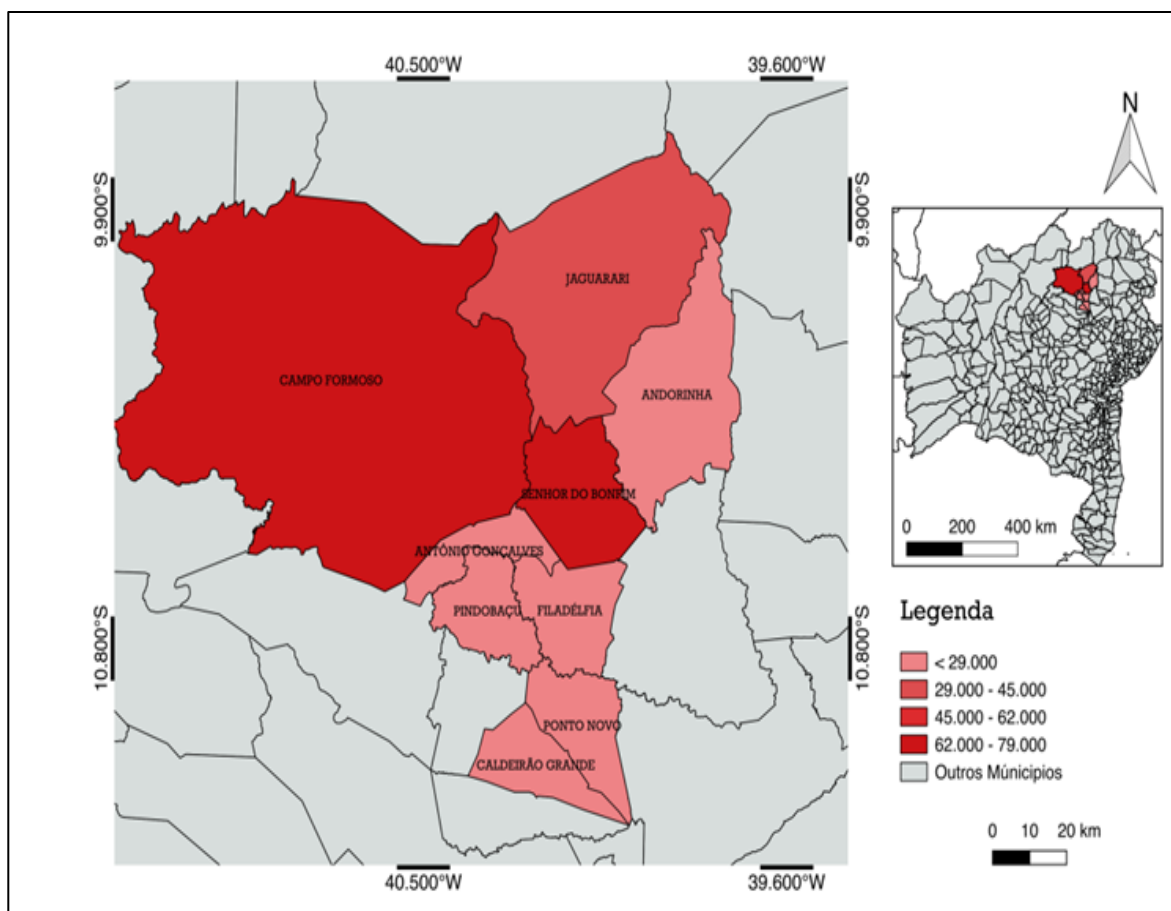 40.500°W 39.600°W
N
9.900°S 9.900°S
JAGUARARI
CAMPO FORMOSO
ANDORINHA
SENHOR DO BONFIM
ANTÔNIO GONÇALVES
PINDOBAÇU FILADÉLFIA
10.800°S 10.800°S
PONTO NOVO
CALDEIRÃO GRANDE
40.500°W 39.600°W
0 200 400 km
Legenda
< 29.000
29.000 - 45.000
45.000 - 62.000
62.000 - 79.000
Outros Múnicipios
0 10 20 km